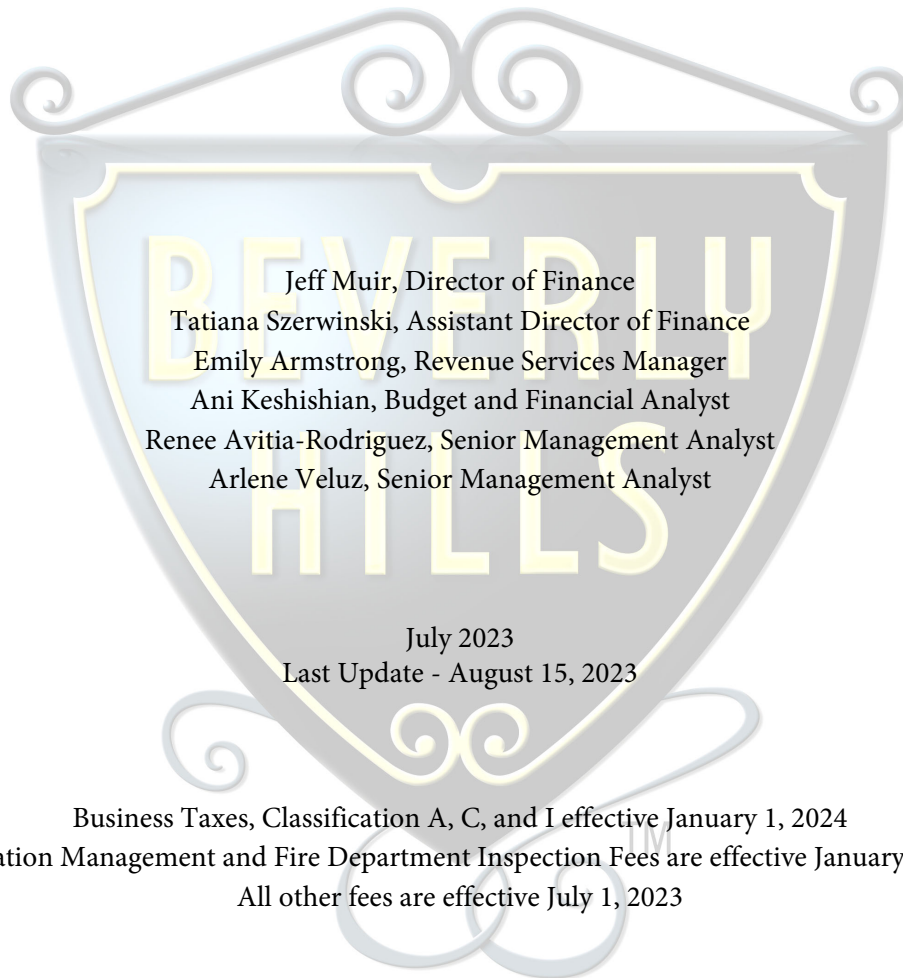 BEVERLY
HILLS
Jeff Muir, Director of Finance
Tatiana Szerwinski, Assistant Director of Finance
Emily Armstrong, Revenue Services Manager
Ani Keshishian, Budget and Financial Analyst
Renee Avitia-Rodriguez, Senior Management Analyst
Arlene Veluz, Senior Management Analyst
July 2023
Last Update - August 15, 2023
Business Taxes, Classification A, C, and I effective January 1, 2024
TM
Management and Fire Department Inspection Fees are effective January
All other fees are effective July 1, 2023